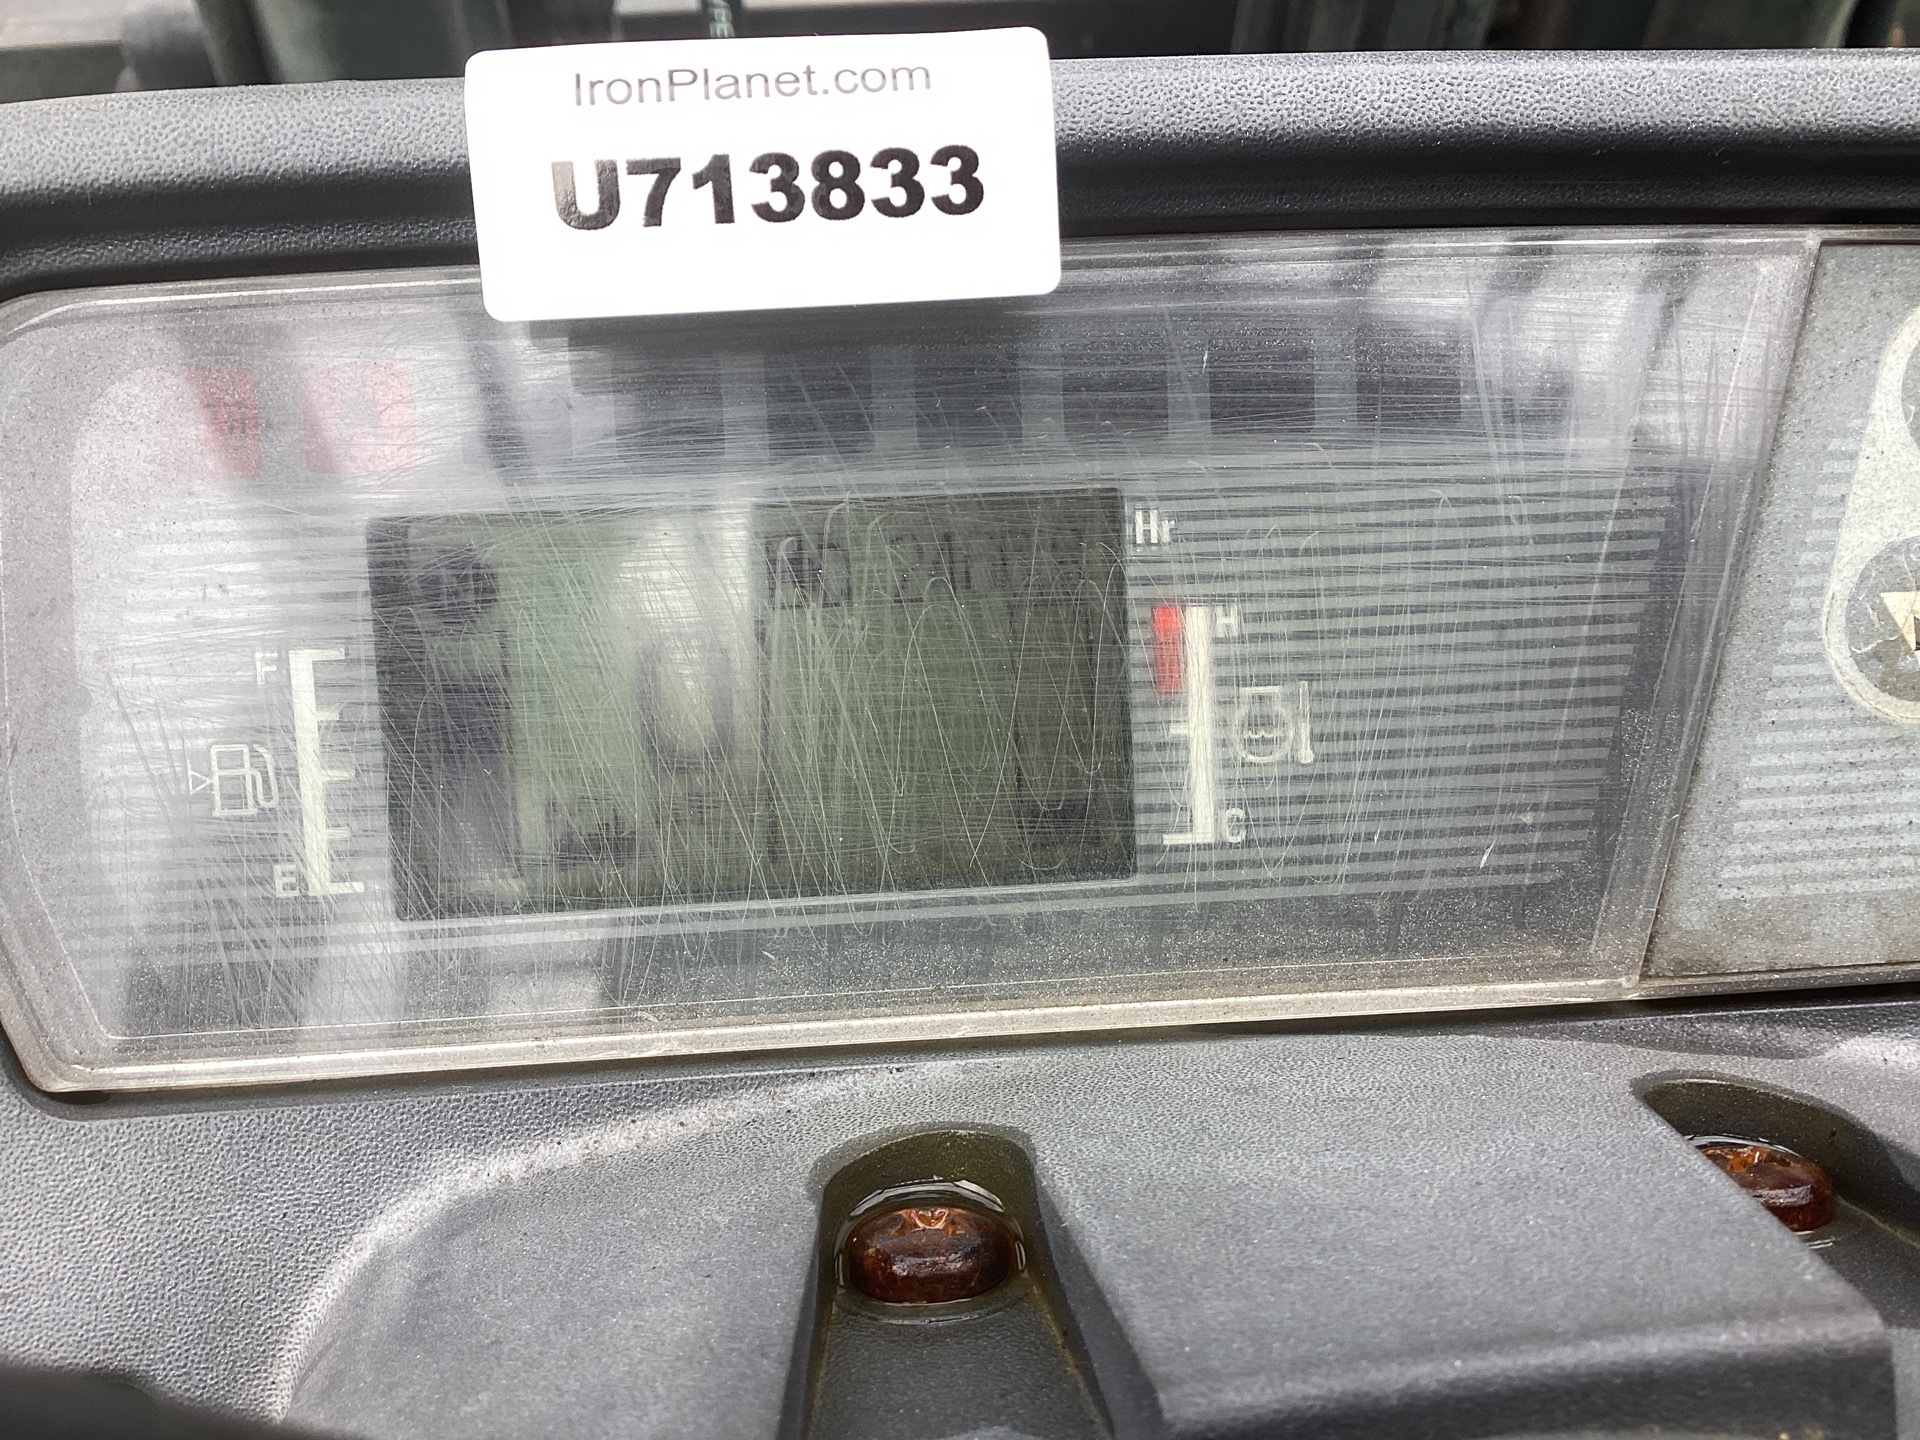 IronPlanet.com
U713833
Hr
F
H
E
C